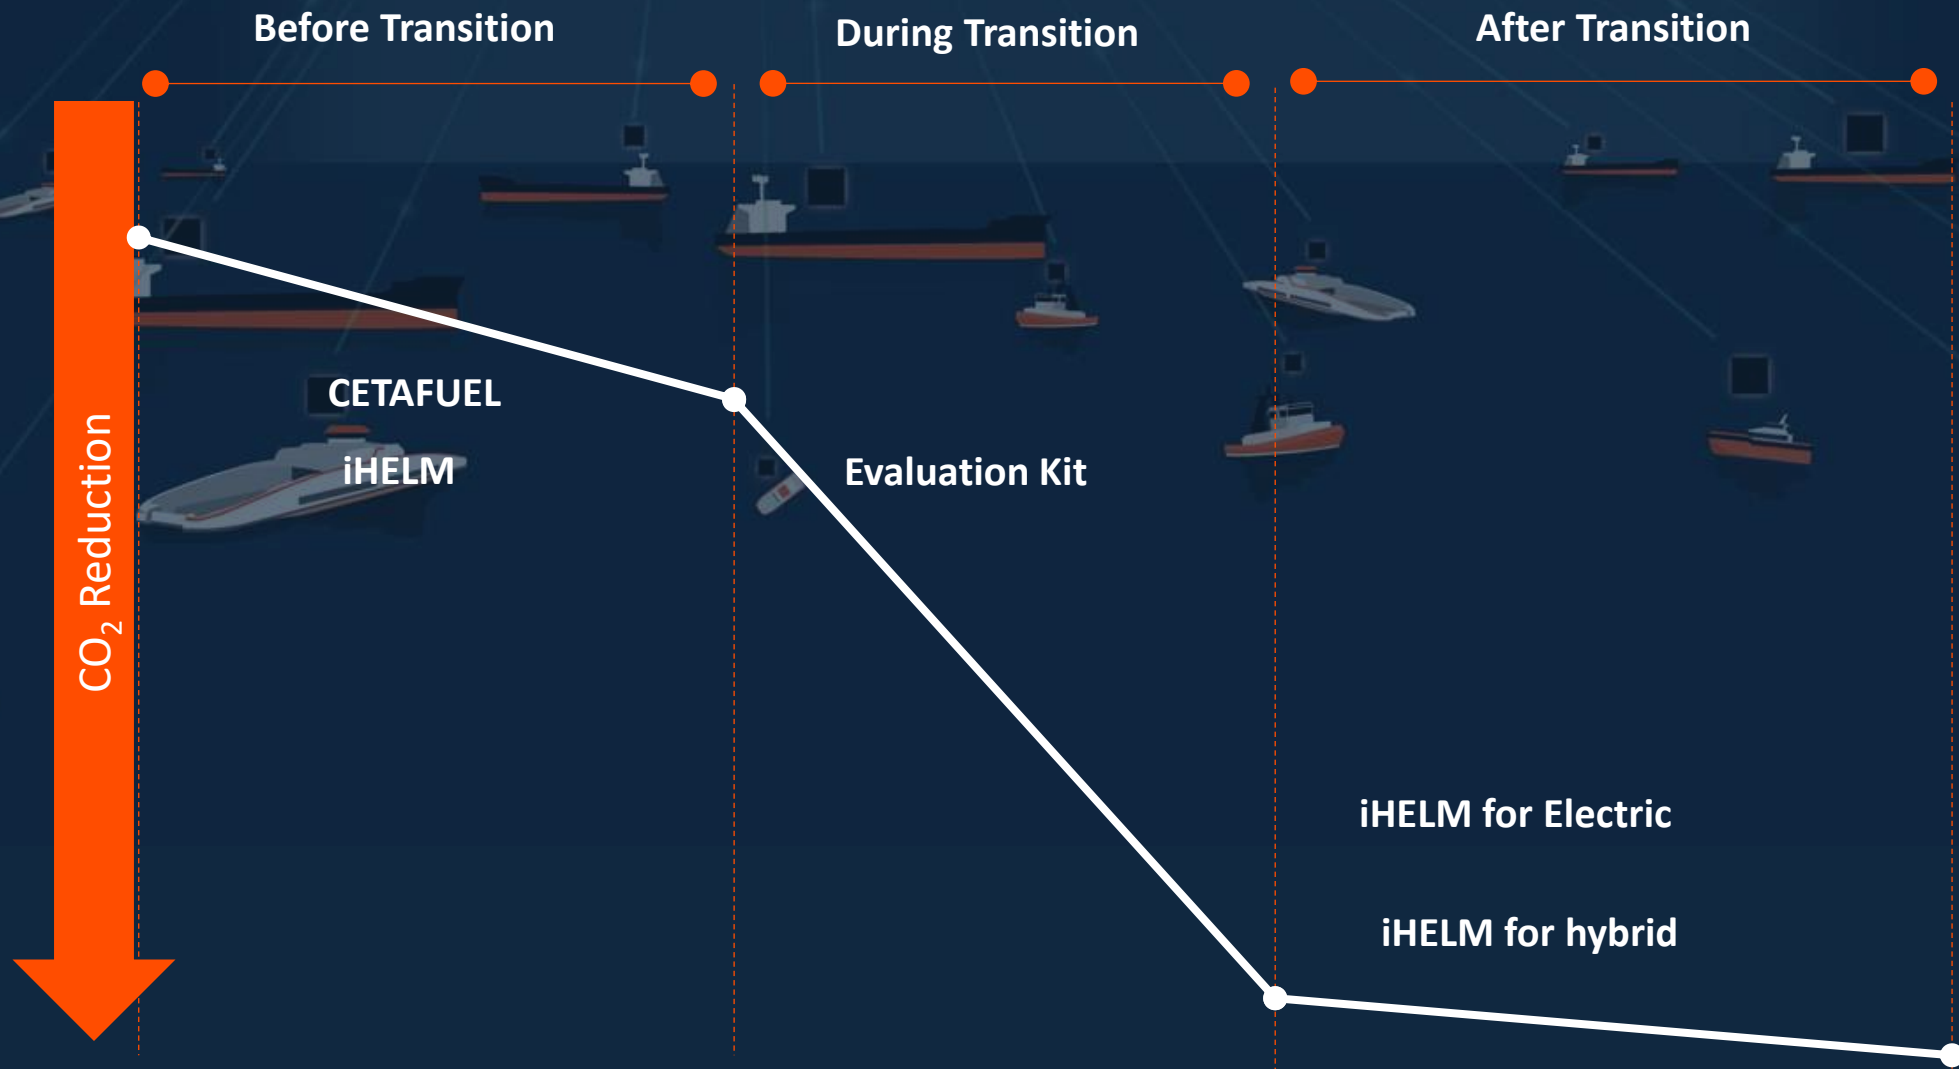 Before Transition
During Transition
After Transition
CO₂ Reduction
CETAFUEL
iHELM
Evaluation Kit
iHELM for Electric
iHELM for hybrid